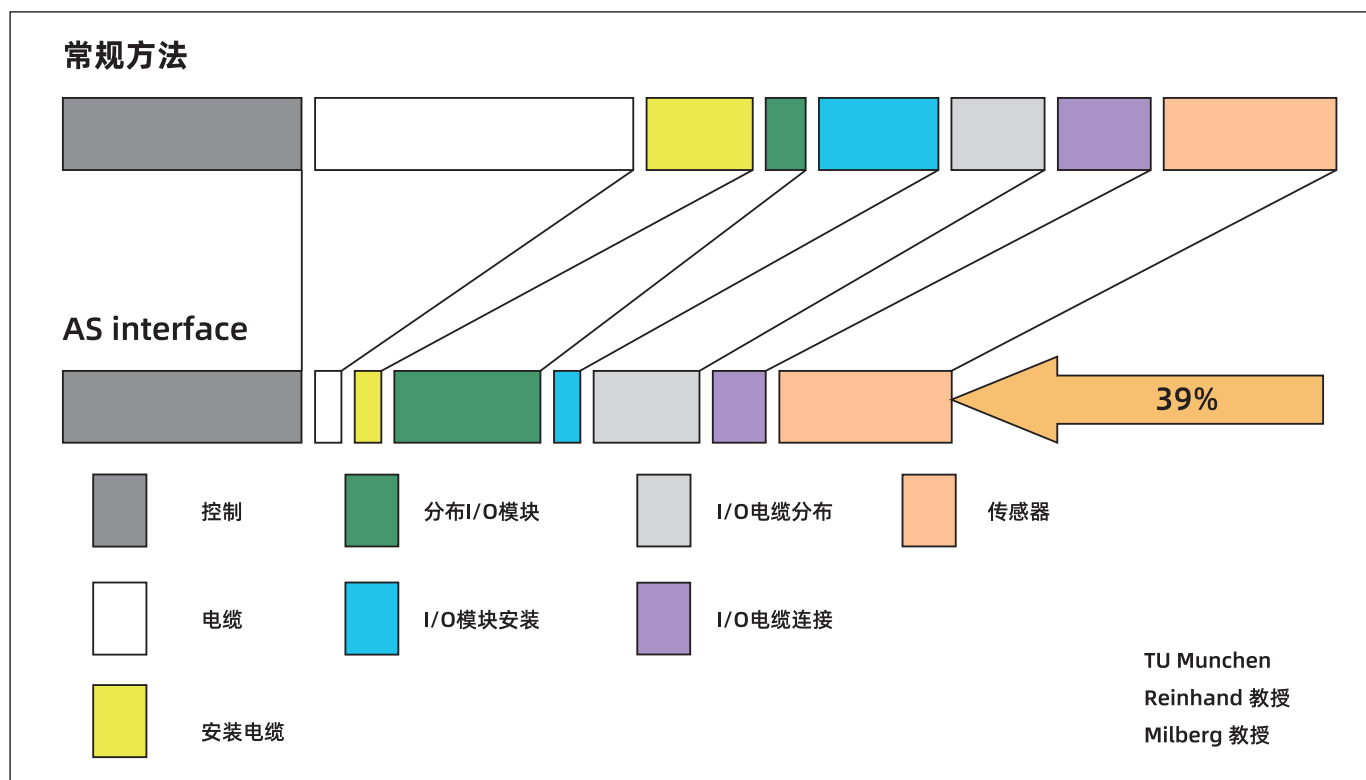 常规方法
AS interface
39%
控制
分布I/O模块
I/O电缆分布
传感器
电缆
I/O模块安装
I/O电缆连接
安装电缆
TU Munchen
Reinhand 教授
Milberg 教授